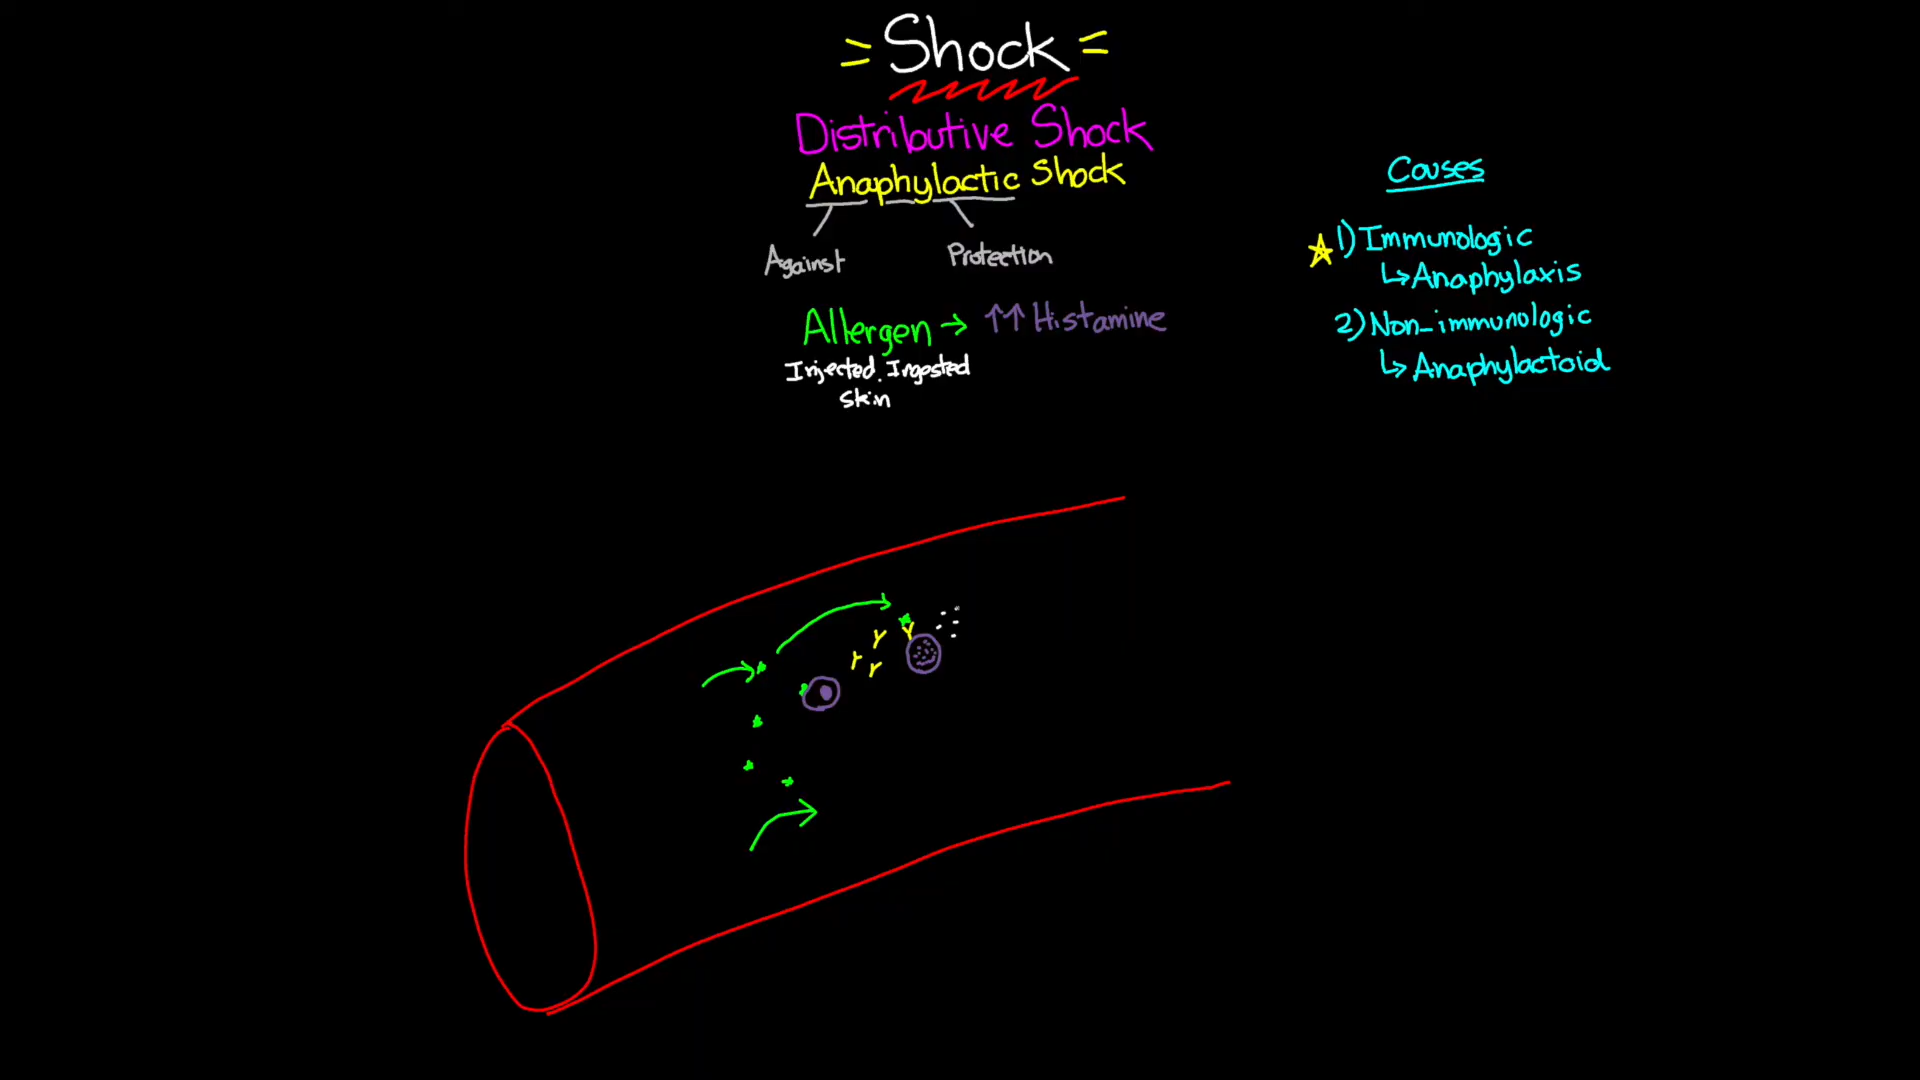 Shock
Distributive Shock
Anaphylactic Shock
Against
Protection
Allergen → ↑↑ Histamine
Injected, Ingested
Skin
Causes
1) Immunologic
↳ Anaphylaxis
2) Non-immunologic
↳ Anaphylactoid